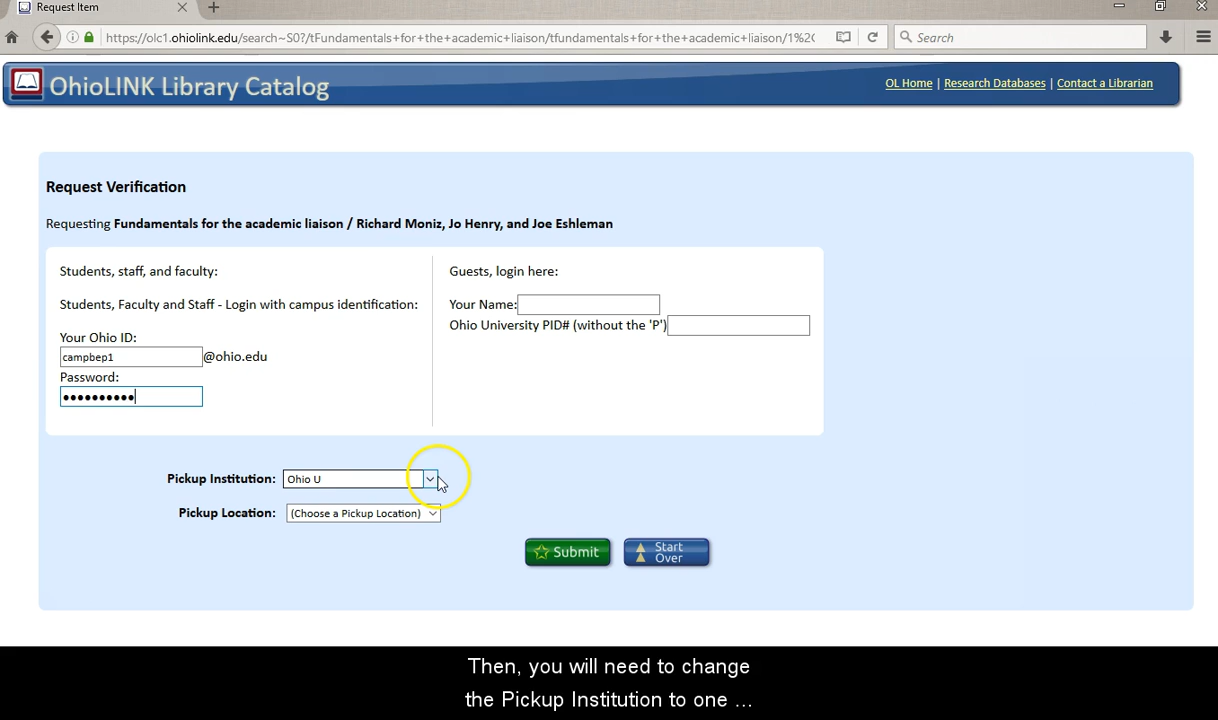 Request Item
https://olc1.ohiolink.edu/search~S0?/tFundamentals+for+the+academic+liaison/tfundamentals+for+the+academic+liaison/1%2C
Search
OhioLINK Library Catalog
OL Home | Research Databases | Contact a Librarian
Request Verification
Requesting Fundamentals for the academic liaison / Richard Moniz, Jo Henry, and Joe Eshleman
Students, staff, and faculty:
Students, Faculty and Staff - Login with campus identification:
Your Ohio ID:
campbep1 @ohio.edu
Password:
••••••••••
Guests, login here:
Your Name:
Ohio University PID# (without the 'P')
Pickup Institution: Ohio U
Pickup Location: (Choose a Pickup Location)
Submit
Start
Over
Then, you will need to change
the Pickup Institution to one ...